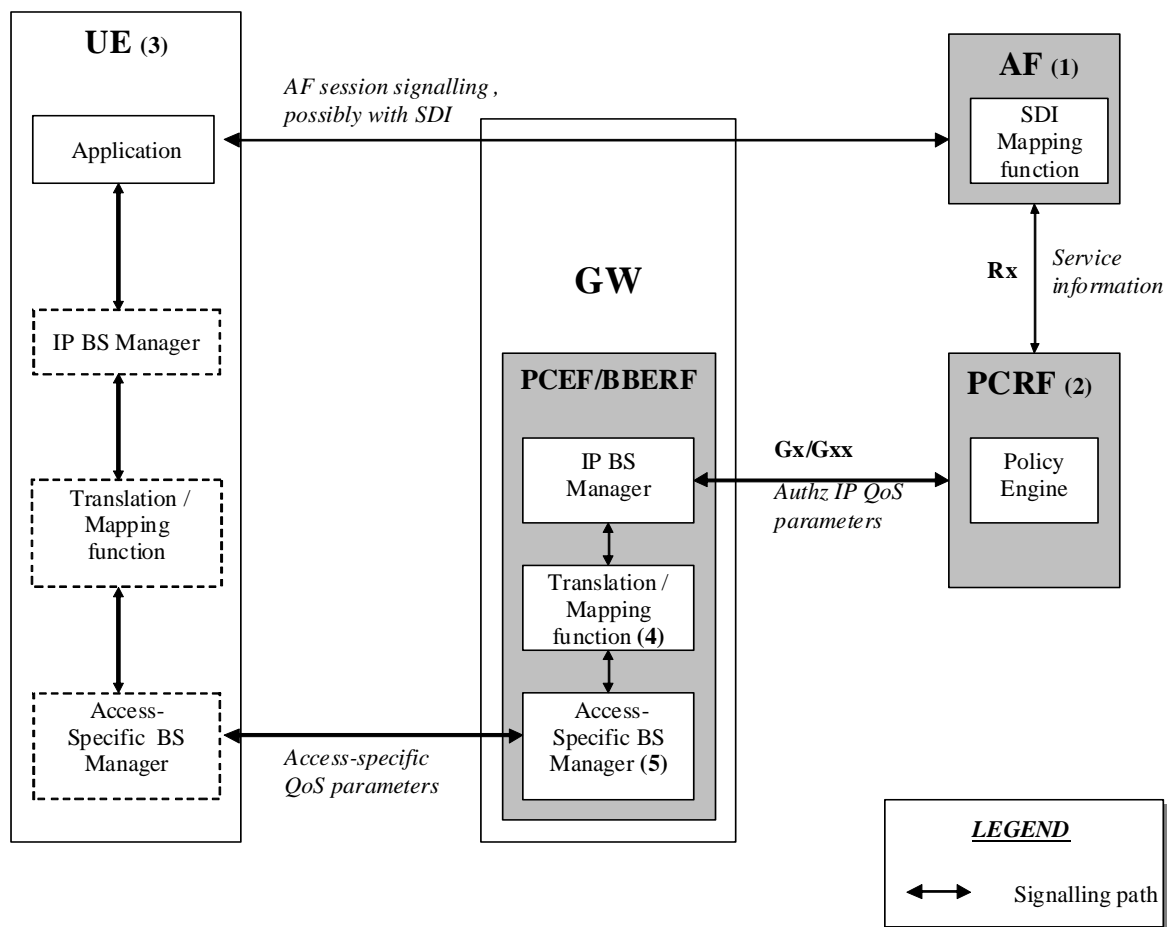 UE (3)
Application
IP BS Manager
Translation /
Mapping
function
Access-
Specific BS
Manager
AF session signalling ,
possibly with SDI
Access-specific
QoS parameters
GW
PCEF/BBERF
IP BS
Manager
Translation /
Mapping
function (4)
Access-
Specific BS
Manager (5)
Gx/Gxx
Authz IP QoS
parameters
AF (1)
SDI
Mapping
function
Rx
Service
information
PCRF (2)
Policy
Engine
LEGEND
Signalling path